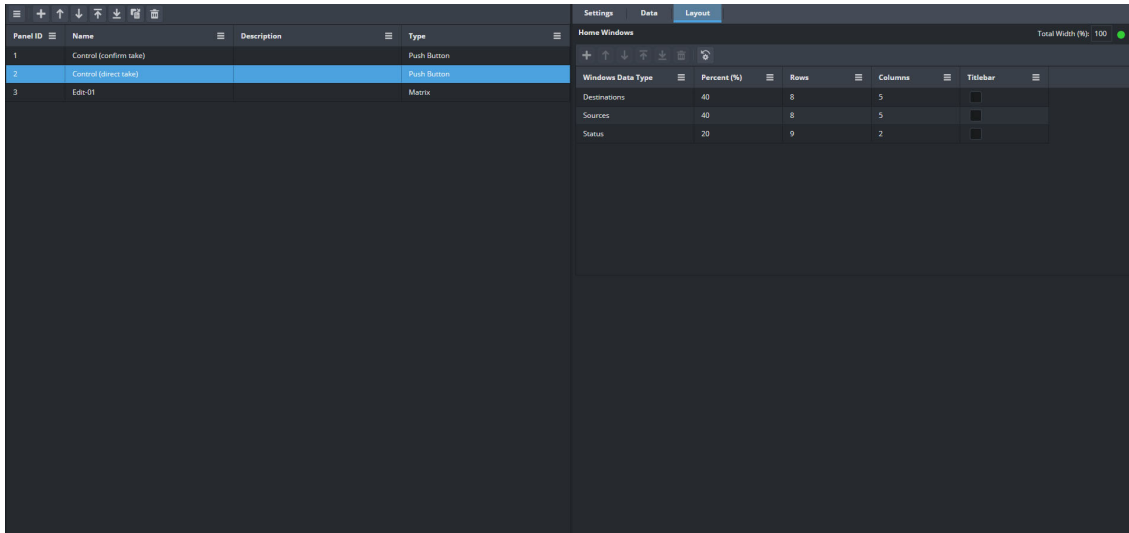 Settings Data Layout
Panel ID Name Description Type
1 Control (confirm take) Push Button
2 Control (direct take) Push Button
3 Edit-01 Matrix
Home Windows Total Width (%): 100
Windows Data Type Percent (%) Rows Columns Titlebar
Destinations 40 8 5
Sources 40 8 5
Status 20 9 2